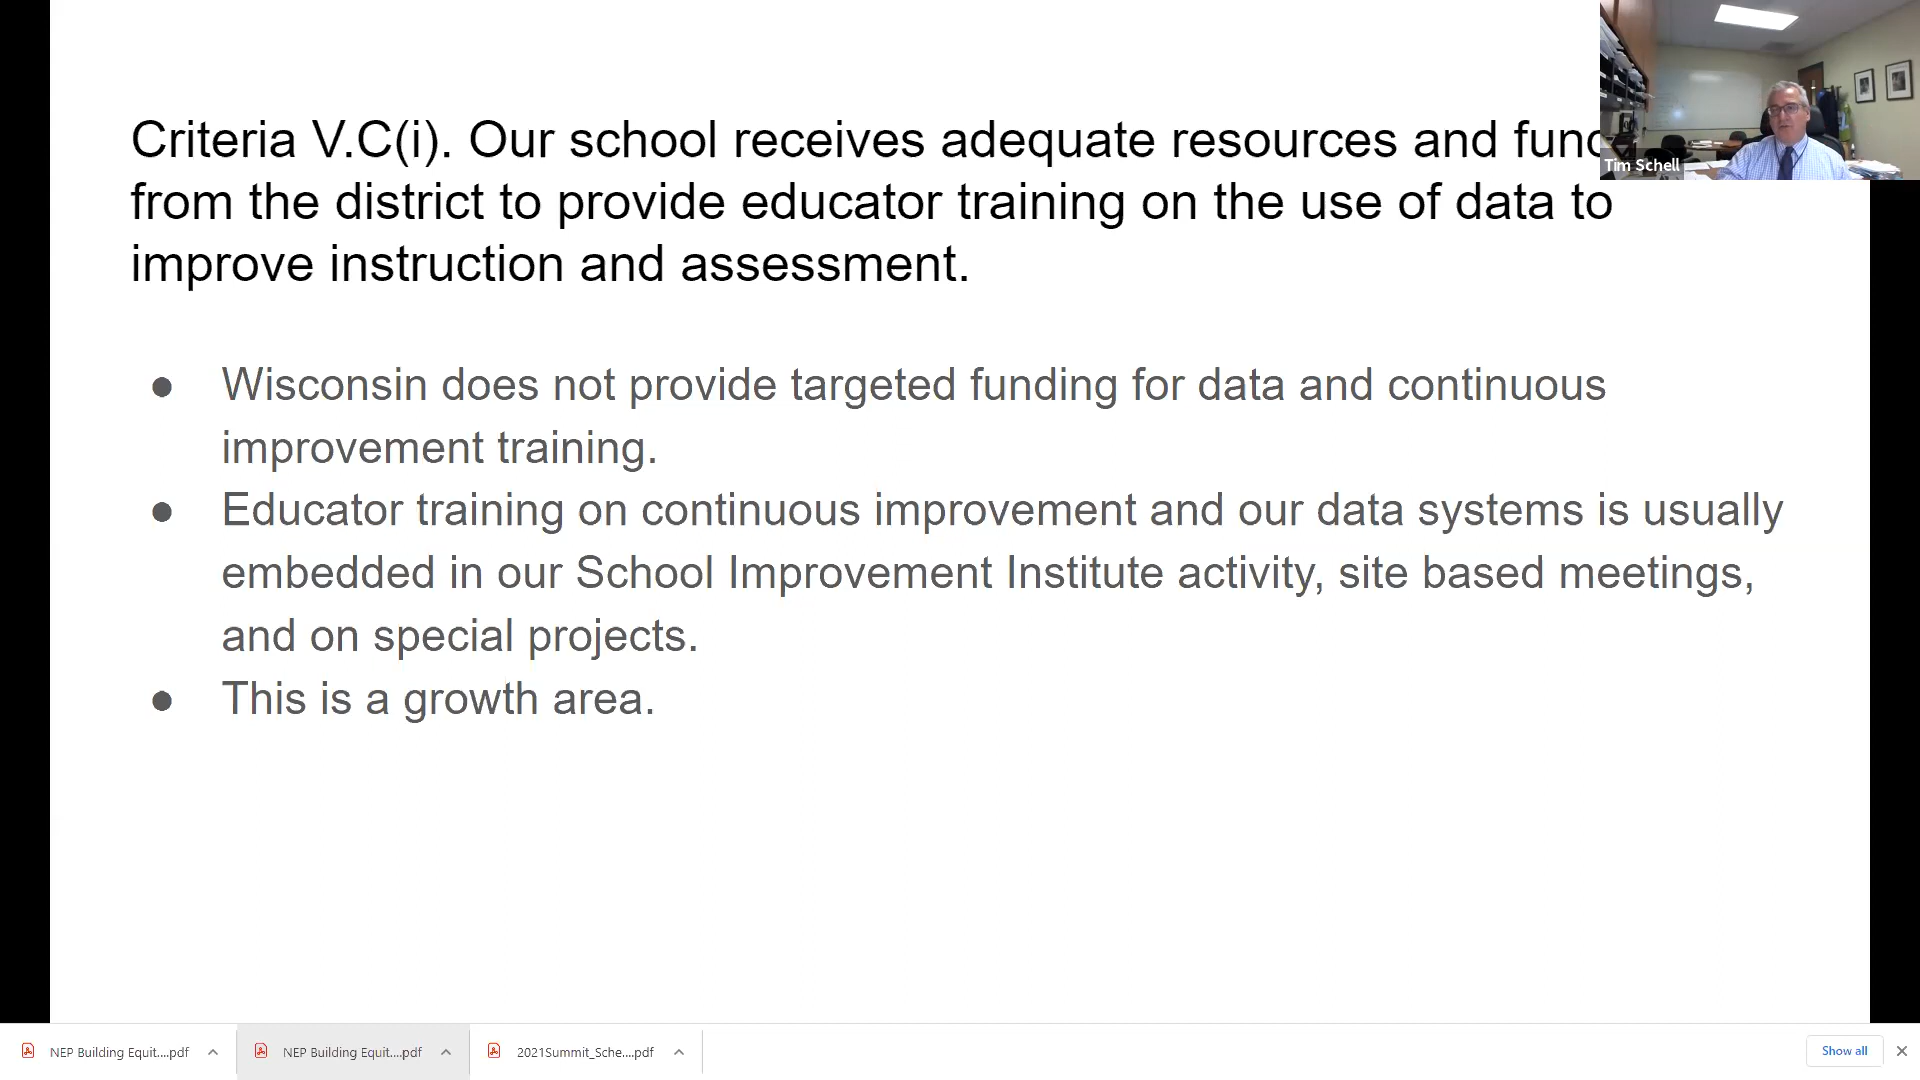 Criteria V.C(i). Our school receives adequate resources and
from the district to provide educator training on the use of data to
improve instruction and assessment.
Tim Schell
● Wisconsin does not provide targeted funding for data and continuous
improvement training.
● Educator training on continuous improvement and our data systems is usually
embedded in our School Improvement Institute activity, site based meetings,
and on special projects.
● This is a growth area.
NEP Building Equit....pdf
NEP Building Equit....pdf
2021Summit_Sche....pdf
Show all